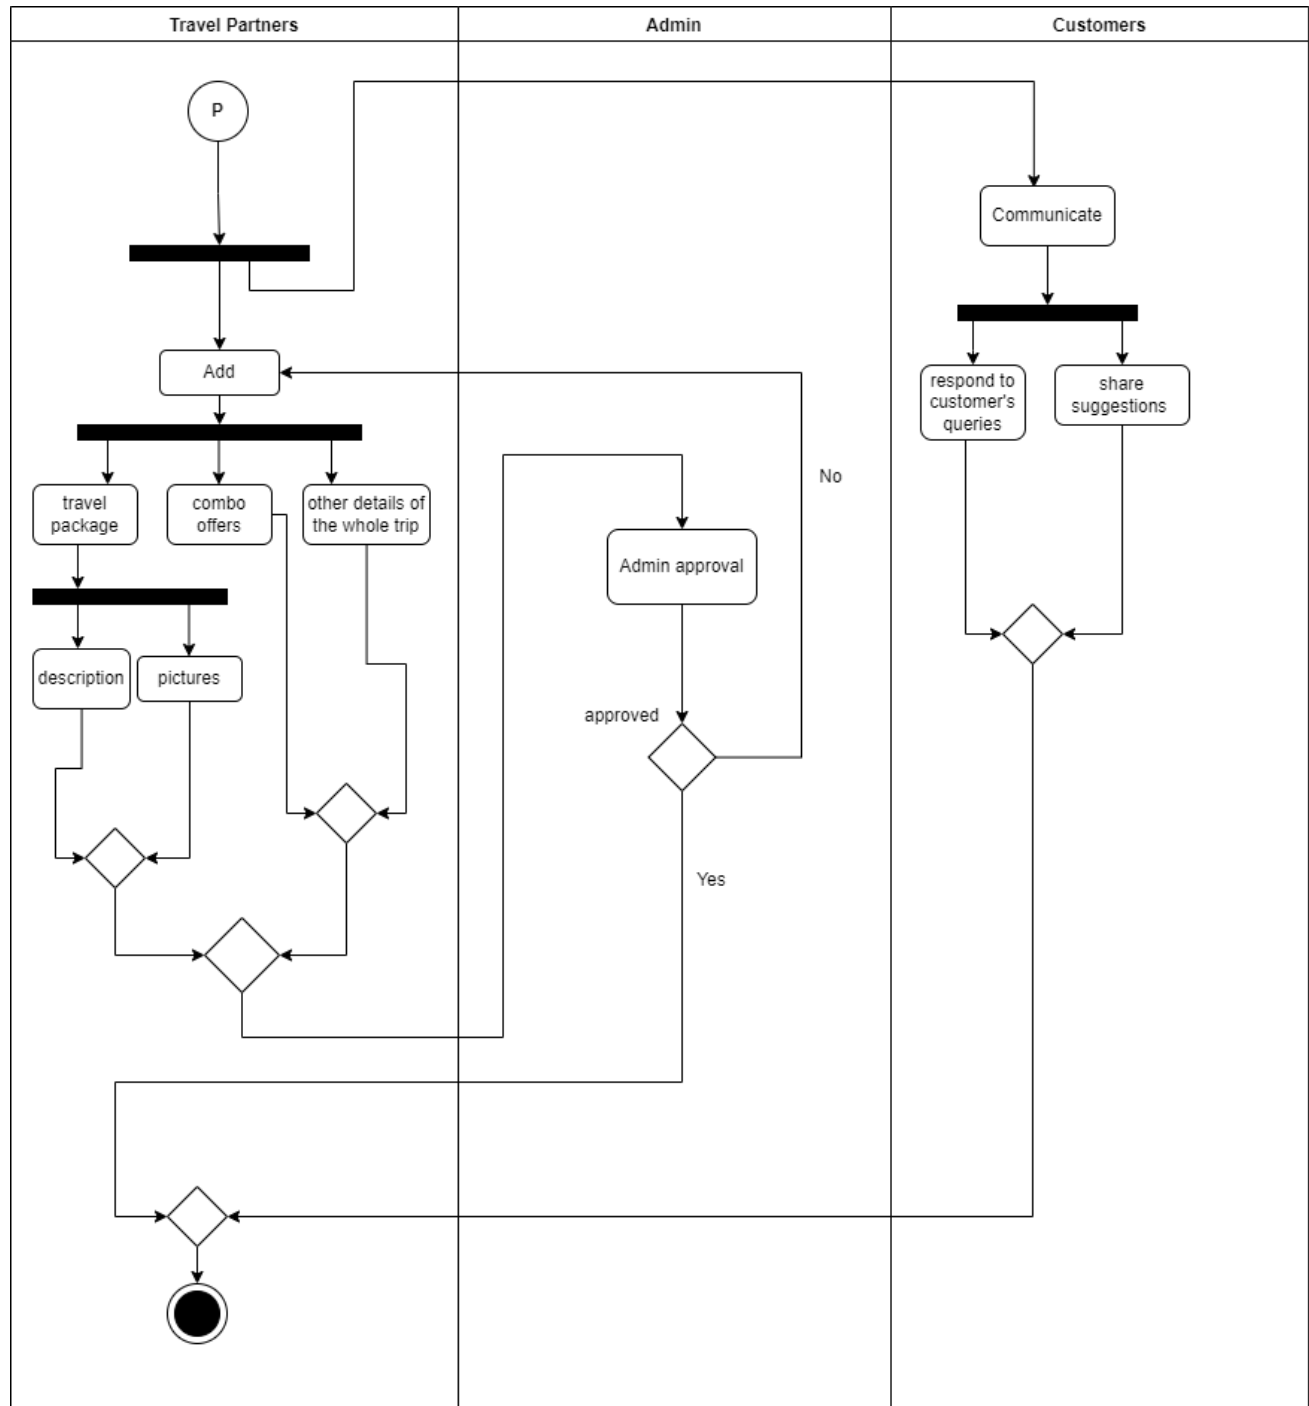 Travel Partners
Admin
Customers
P
Communicate
Add
respond to
customer's
queries
share
suggestions
No
travel
package
combo
offers
other details of
the whole trip
Admin approval
description
pictures
approved
Yes